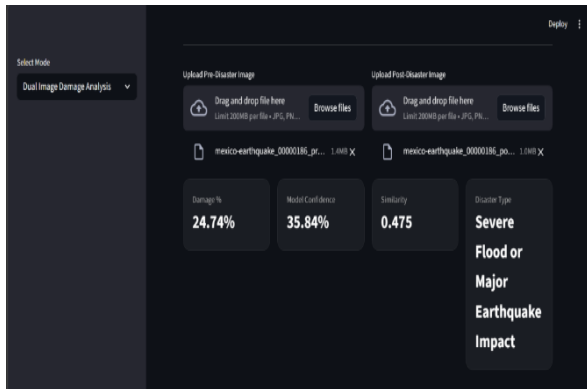 Deploy
Select Mode
Dual Image Damage Analysis
Upload Pre-Disaster Image
Upload Post-Disaster Image
Drag and drop file here
Limit 200MB per file • JPG, PN...
Browse files
Drag and drop file here
Limit 200MB per file • JPG, PN...
Browse files
mexico-earthquake_00000186_pr... 1.4MB X
mexico-earthquake_00000186_po... 1.0MB X
Damage %
24.74%
Model Confidence
35.84%
Similarity
0.475
Disaster Type
Severe
Flood or
Major
Earthquake
Impact